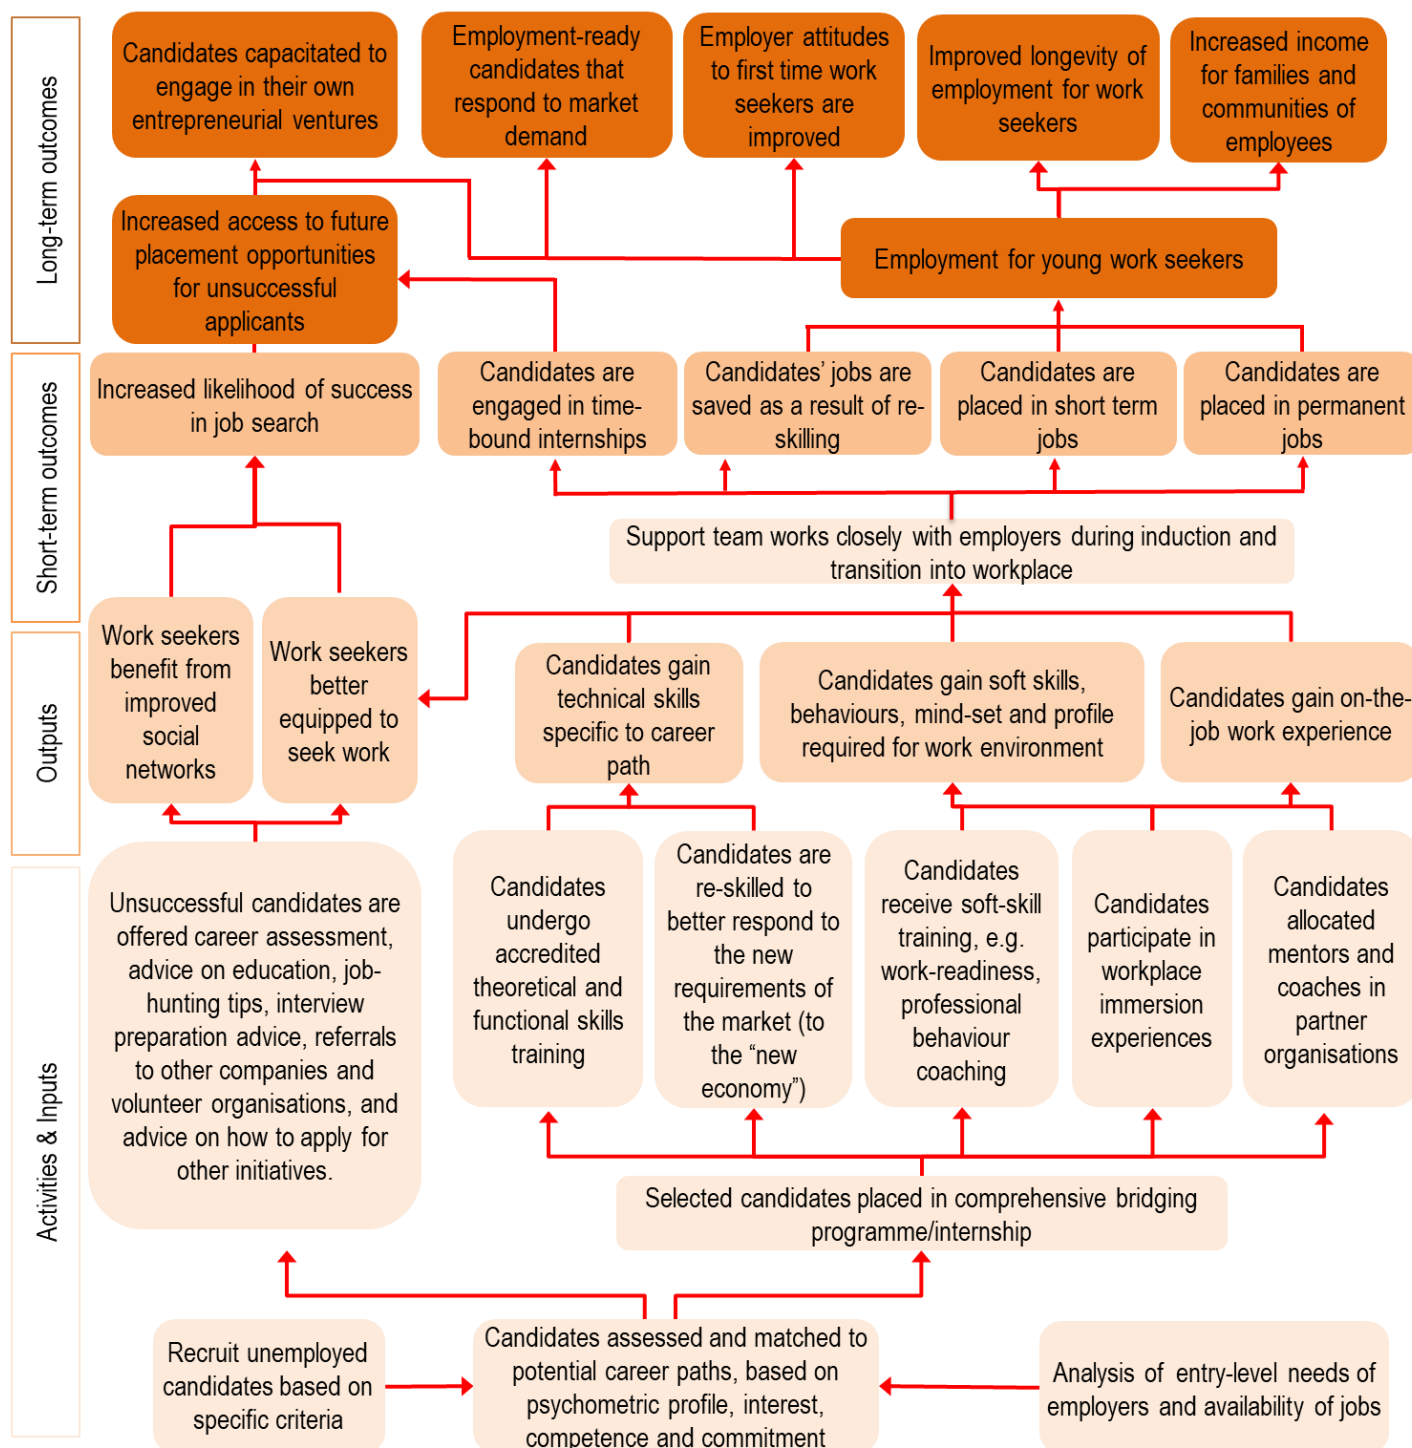 Long-term outcomes
Candidates capacitated to
engage in their own
entrepreneurial ventures
Employment-ready
candidates that
respond to market
demand
Employer attitudes
to first time work
seekers are
improved
Improved longevity of
employment for work
seekers
Increased income
for families and
communities of
employees
Increased access to future
placement opportunities
for unsuccessful
applicants
Employment for young work seekers
Short-term outcomes
Increased likelihood of success
in job search
Candidates are
engaged in time-
bound internships
Candidates' jobs are
saved as a result of re-
skilling
Candidates are
placed in short term
jobs
Candidates are
placed in permanent
jobs
Support team works closely with employers during induction and
transition into workplace
Outputs
Work seekers
benefit from
improved
social
networks
Work seekers
better
equipped to
seek work
Candidates gain
technical skills
specific to career
path
Candidates gain soft skills,
behaviours, mind-set and profile
required for work environment
Candidates gain on-the-
job work experience
Activities & Inputs
Unsuccessful candidates are
offered career assessment,
advice on education, job-
hunting tips, interview
preparation advice, referrals
to other companies and
volunteer organisations, and
advice on how to apply for
other initiatives.
Candidates
undergo
accredited
theoretical and
functional skills
training
Candidates are
re-skilled to
better respond to
the new
requirements of
the market (to
the “new
economy”)
Candidates
receive soft-skill
training, e.g.
work-readiness,
professional
behaviour
coaching
Candidates
participate in
workplace
immersion
experiences
Candidates
allocated
mentors and
coaches in
partner
organisations
Selected candidates placed in comprehensive bridging
programme/internship
Recruit unemployed
candidates based on
specific criteria
Candidates assessed and matched to
potential career paths, based on
psychometric profile, interest,
competence and commitment
Analysis of entry-level needs of
employers and availability of jobs